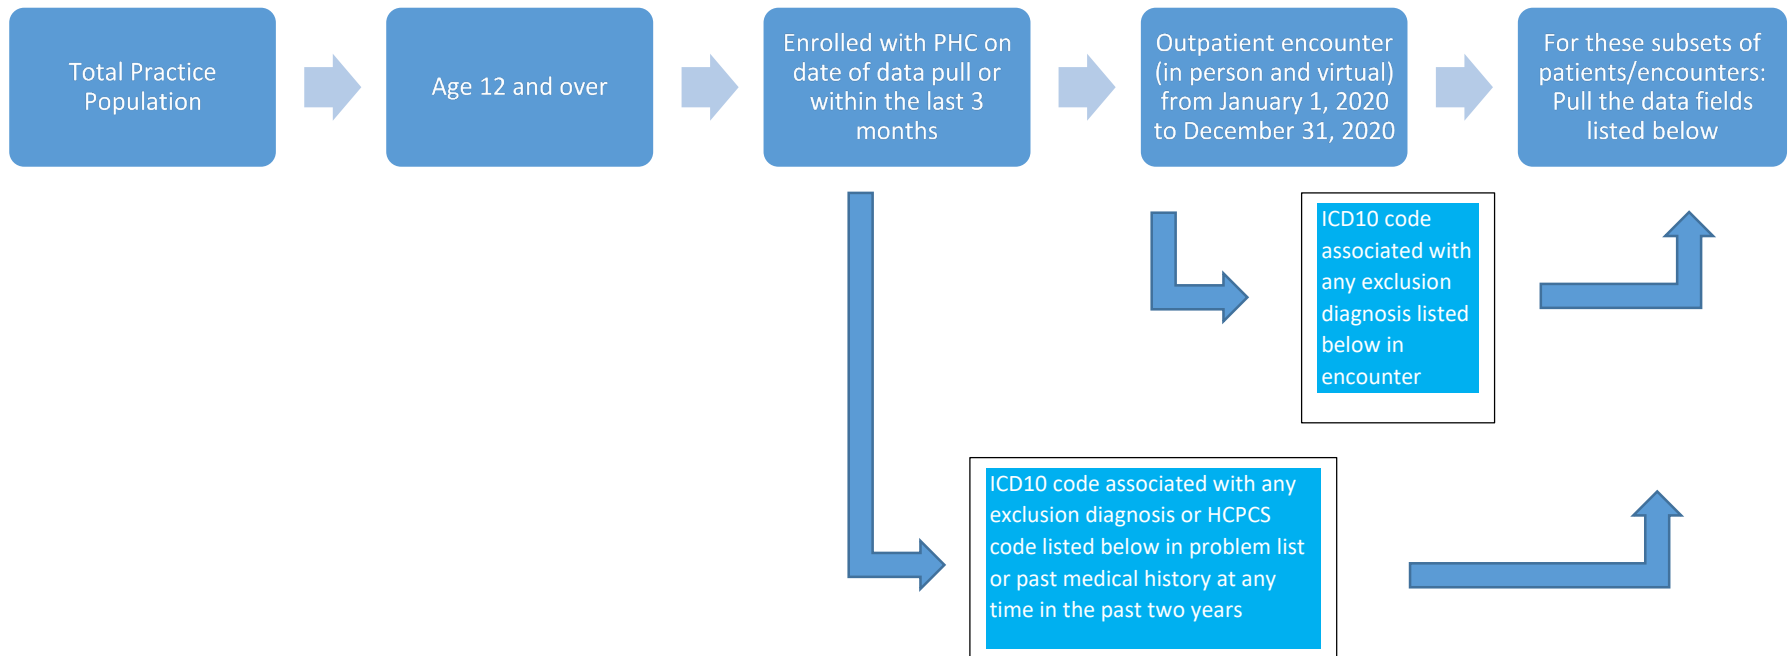 Total Practice
Population
Age 12 and over
Enrolled with PHC on
date of data pull or
within the last 3
months
Outpatient encounter
(in person and virtual)
from January 1, 2020
to December 31, 2020
For these subsets of
patients/encounters:
Pull the data fields
listed below
ICD10 code
associated with
any exclusion
diagnosis listed
below in
encounter
ICD10 code associated with any
exclusion diagnosis or HCPCS
code listed below in problem list
or past medical history at any
time in the past two years